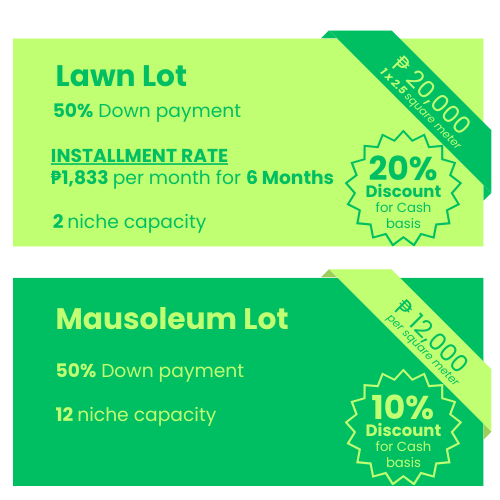 Lawn Lot
50% Down payment
INSTALLMENT RATE
₱1,833 per month for 6 Months
2 niche capacity
₱ 20,000
1 x 2.5 square meter
20%
Discount
for Cash
basis
Mausoleum Lot
50% Down payment
12 niche capacity
₱ 12,000
per square meter
10%
Discount
for Cash
basis